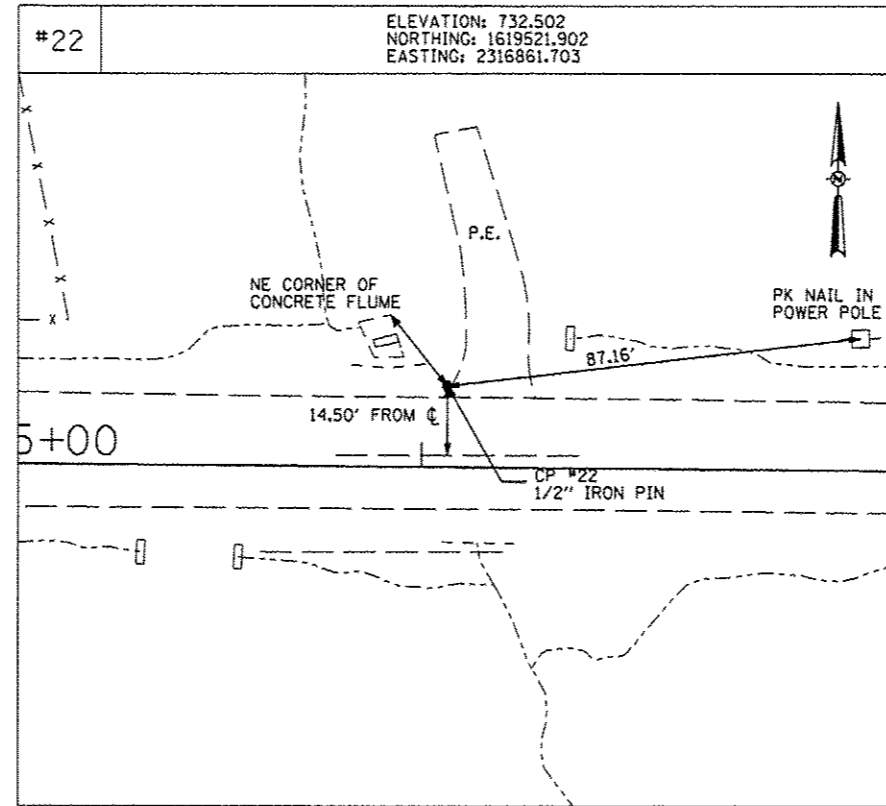 #22
ELEVATION: 732.502
NORTHING: 1619521.902
EASTING: 2316861.703
N
P.E.
NE CORNER OF
CONCRETE FLUME
PK NAIL IN
POWER POLE
87.16'
14.50' FROM ℄
5+00
CP #22
1/2" IRON PIN